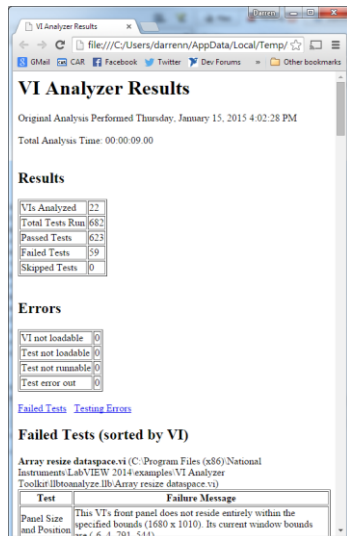 Darren
VI Analyzer Results
file:///C:/Users/darrenn/AppData/Local/Temp/
GMail CAR Facebook Twitter Dev Forums » Other bookmarks
VI Analyzer Results
Original Analysis Performed Thursday, January 15, 2015 4:02:28 PM
Total Analysis Time: 00:00:09.00
Results
VIs Analyzed 22
Total Tests Run 682
Passed Tests 623
Failed Tests 59
Skipped Tests 0
Errors
VI not loadable 0
Test not loadable 0
Test not runnable 0
Test error out 0
Failed Tests Testing Errors
Failed Tests (sorted by VI)
Array resize dataspace.vi (C:\Program Files (x86)\National
Instruments\LabVIEW 2014\examples\VI Analyzer
Toolkit\llbtoanalyze.llb\Array resize dataspace.vi)
Test Failure Message
Panel Size
and Position
This VI's front panel does not reside entirely within the
specified bounds (1680 x 1010). Its current window bounds
are (-6, 4, 791, 544)